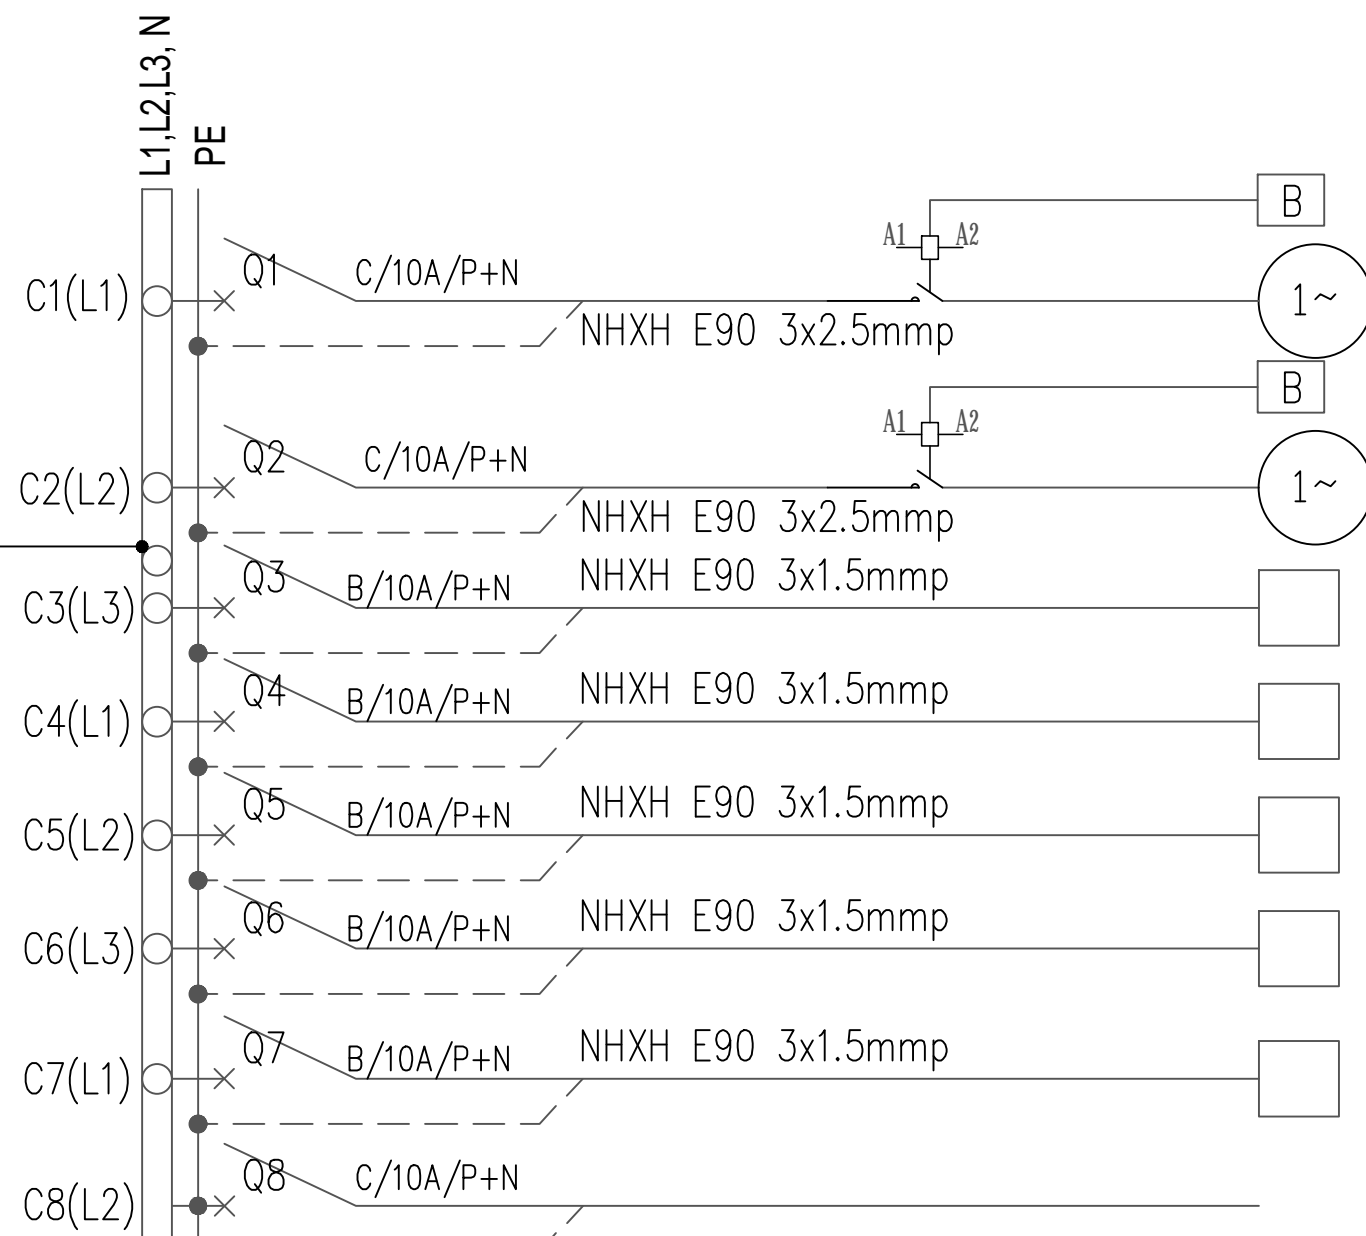 L1,L2,L3, N
PE
B
A1 A2
C1(L1) Q1 C/10A/P+N 1~
NHXH E90 3x2.5mmp
B
A1 A2
C2(L2) Q2 C/10A/P+N 1~
NHXH E90 3x2.5mmp
C3(L3) Q3 B/10A/P+N NHXH E90 3x1.5mmp
C4(L1) Q4 B/10A/P+N NHXH E90 3x1.5mmp
C5(L2) Q5 B/10A/P+N NHXH E90 3x1.5mmp
C6(L3) Q6 B/10A/P+N NHXH E90 3x1.5mmp
C7(L1) Q7 B/10A/P+N NHXH E90 3x1.5mmp
C8(L2) Q8 C/10A/P+N